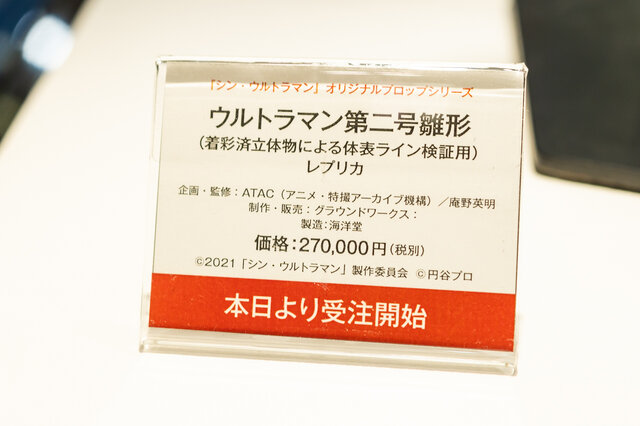 『シン・ウルトラマン』オリジナルプロップシリーズ
ウルトラマン第二号雛形
(着彩済立体物による体表ライン検証用)
レプリカ
企画・監修：ATAC（アニメ・特撮アーカイブ機構）／庵野英明
制作・販売：グラウンドワークス：
製造：海洋堂
価格：270,000円(税別)
©2021「シン・ウルトラマン」製作委員会 ©円谷プロ
本日より受注開始